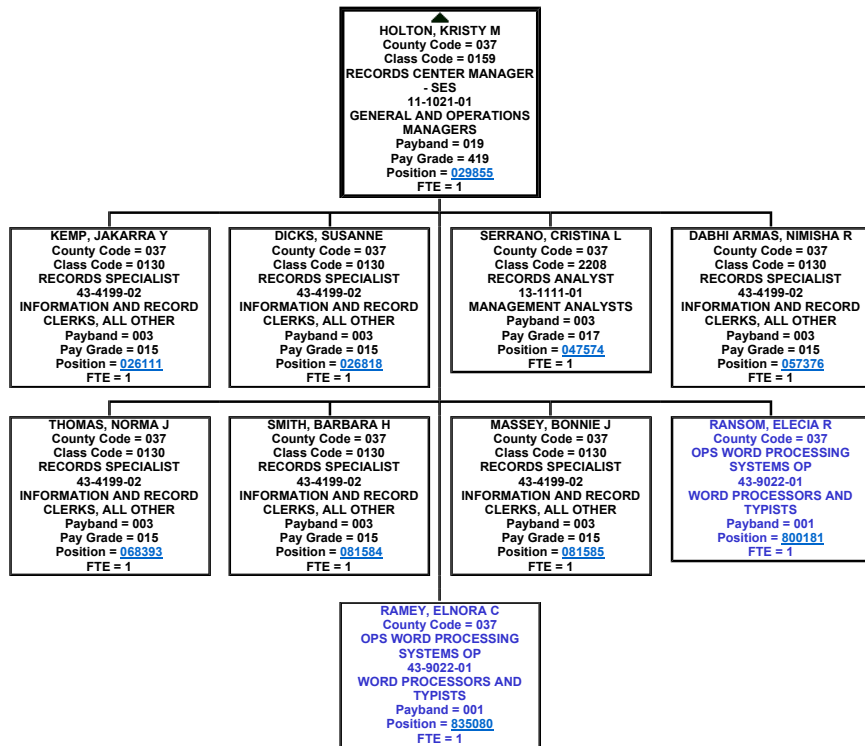 HOLTON, KRISTY M
County Code = 037
Class Code = 0159
RECORDS CENTER MANAGER
- SES
11-1021-01
GENERAL AND OPERATIONS
MANAGERS
Payband = 019
Pay Grade = 419
Position = 029855
FTE = 1
KEMP, JAKARRA Y
County Code = 037
Class Code = 0130
RECORDS SPECIALIST
43-4199-02
INFORMATION AND RECORD
CLERKS, ALL OTHER
Payband = 003
Pay Grade = 015
Position = 026111
FTE = 1
DICKS, SUSANNE
County Code = 037
Class Code = 0130
RECORDS SPECIALIST
43-4199-02
INFORMATION AND RECORD
CLERKS, ALL OTHER
Payband = 003
Pay Grade = 015
Position = 026818
FTE = 1
SERRANO, CRISTINA L
County Code = 037
Class Code = 2208
RECORDS ANALYST
13-1111-01
MANAGEMENT ANALYSTS
Payband = 003
Pay Grade = 017
Position = 047574
FTE = 1
DABHI ARMAS, NIMISHA R
County Code = 037
Class Code = 0130
RECORDS SPECIALIST
43-4199-02
INFORMATION AND RECORD
CLERKS, ALL OTHER
Payband = 003
Pay Grade = 015
Position = 057376
FTE = 1
THOMAS, NORMA J
County Code = 037
Class Code = 0130
RECORDS SPECIALIST
43-4199-02
INFORMATION AND RECORD
CLERKS, ALL OTHER
Payband = 003
Pay Grade = 015
Position = 068393
FTE = 1
SMITH, BARBARA H
County Code = 037
Class Code = 0130
RECORDS SPECIALIST
43-4199-02
INFORMATION AND RECORD
CLERKS, ALL OTHER
Payband = 003
Pay Grade = 015
Position = 081584
FTE = 1
MASSEY, BONNIE J
County Code = 037
Class Code = 0130
RECORDS SPECIALIST
43-4199-02
INFORMATION AND RECORD
CLERKS, ALL OTHER
Payband = 003
Pay Grade = 015
Position = 081585
FTE = 1
RANSOM, ELECIA R
County Code = 037
OPS WORD PROCESSING
SYSTEMS OP
43-9022-01
WORD PROCESSORS AND
TYPISTS
Payband = 001
Position = 800181
FTE = 1
RAMEY, ELNORA C
County Code = 037
OPS WORD PROCESSING
SYSTEMS OP
43-9022-01
WORD PROCESSORS AND
TYPISTS
Payband = 001
Position = 835080
FTE = 1